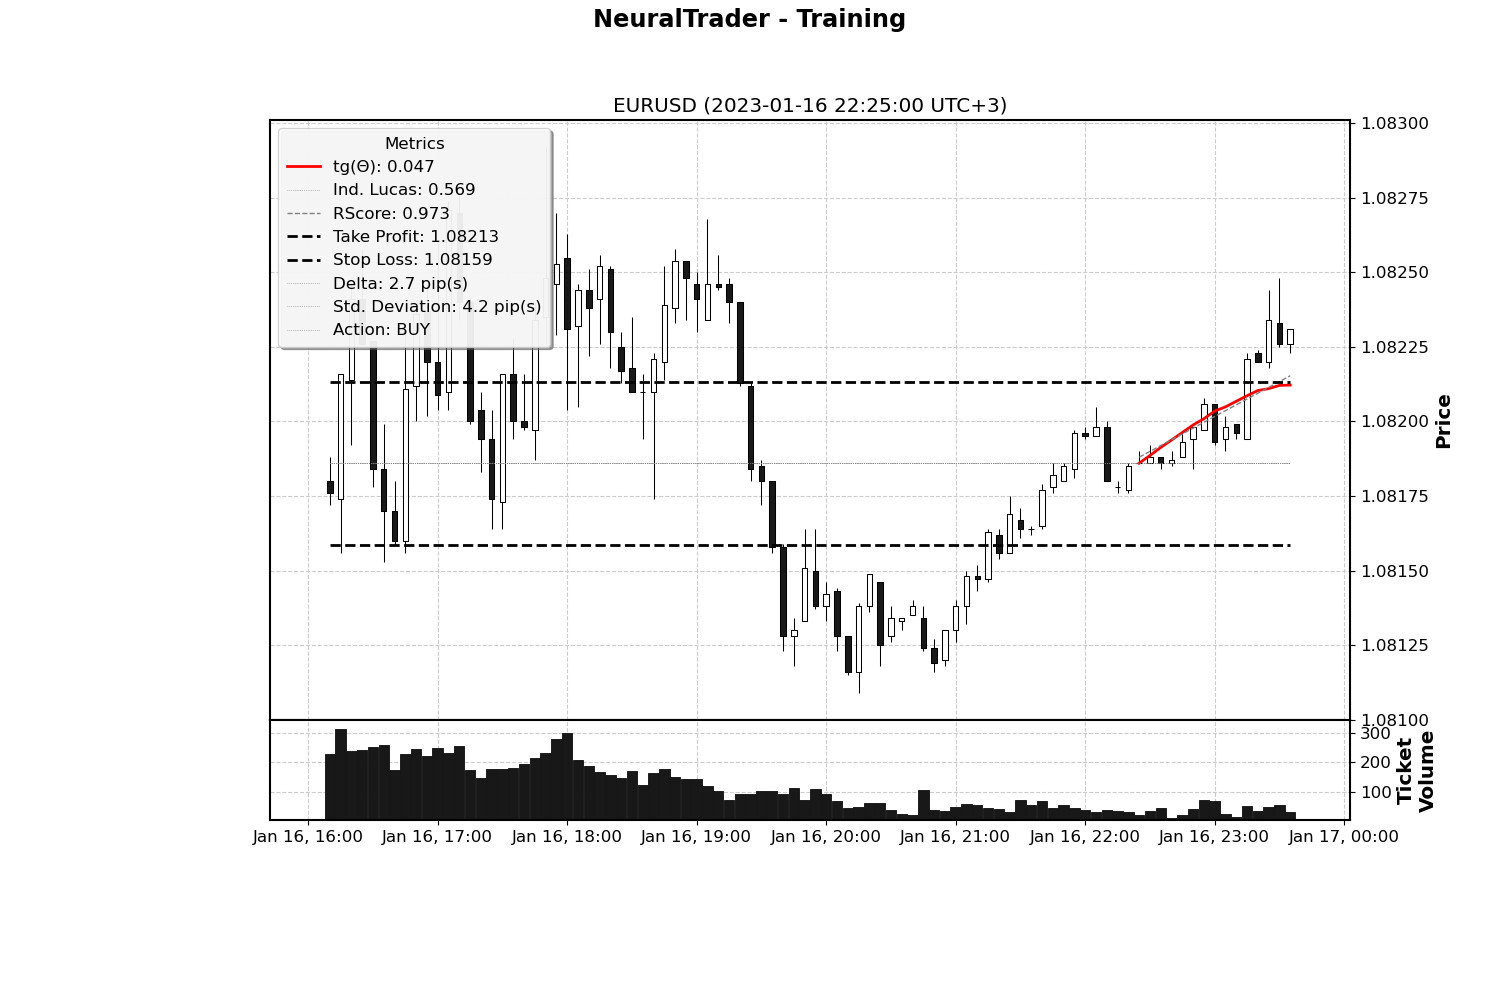 NeuralTrader - Training
EURUSD (2023-01-16 22:25:00 UTC+3)
Metrics
tg(Θ): 0.047
Ind. Lucas: 0.569
RScore: 0.973
Take Profit: 1.08213
Stop Loss: 1.08159
Delta: 2.7 pip(s)
Std. Deviation: 4.2 pip(s)
Action: BUY
1.08300
1.08275
1.08250
1.08225
1.08200
1.08175
1.08150
1.08125
1.08100
Price
300
200
100
Ticket
Volume
Jan 16, 16:00
Jan 16, 17:00
Jan 16, 18:00
Jan 16, 19:00
Jan 16, 20:00
Jan 16, 21:00
Jan 16, 22:00
Jan 16, 23:00
Jan 17, 00:00